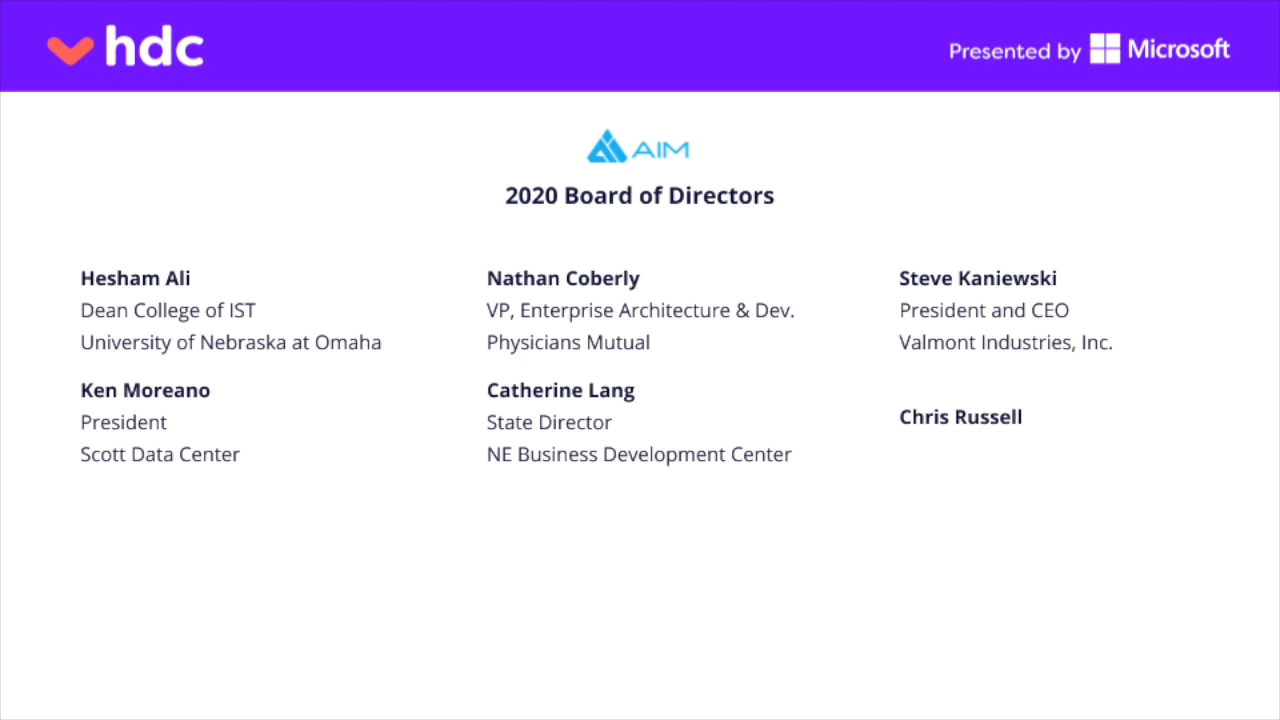 hdc
Presented by Microsoft
AIM
2020 Board of Directors
Hesham Ali
Dean College of IST
University of Nebraska at Omaha
Nathan Coberly
VP, Enterprise Architecture & Dev.
Physicians Mutual
Steve Kaniewski
President and CEO
Valmont Industries, Inc.
Ken Moreano
President
Scott Data Center
Catherine Lang
State Director
NE Business Development Center
Chris Russell